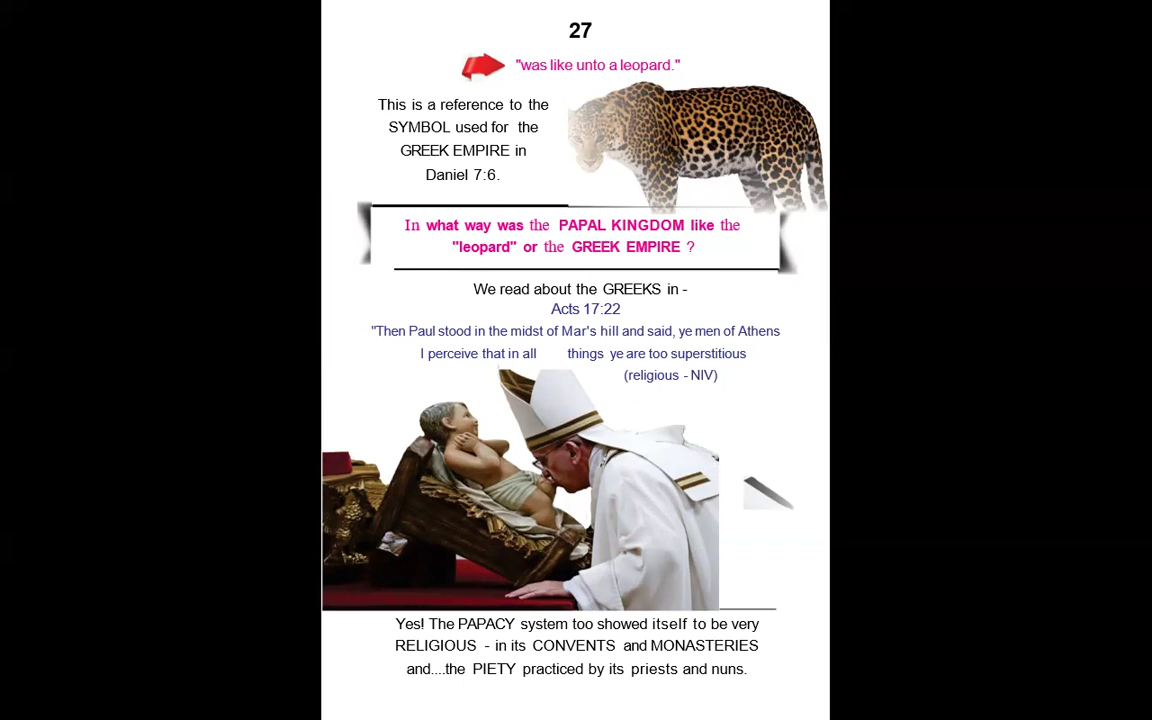 27
"was like unto a leopard."
This is a reference to the
SYMBOL used for the
GREEK EMPIRE in
Daniel 7:6.
In what way was the PAPAL KINGDOM like the
"leopard" or the GREEK EMPIRE ?
We read about the GREEKS in -
Acts 17:22
"Then Paul stood in the midst of Mar's hill and said, ye men of Athens
I perceive that in all things ye are too superstitious
(religious - NIV)
Yes! The PAPACY system too showed itself to be very
RELIGIOUS - in its CONVENTS and MONASTERIES
and....the PIETY practiced by its priests and nuns.